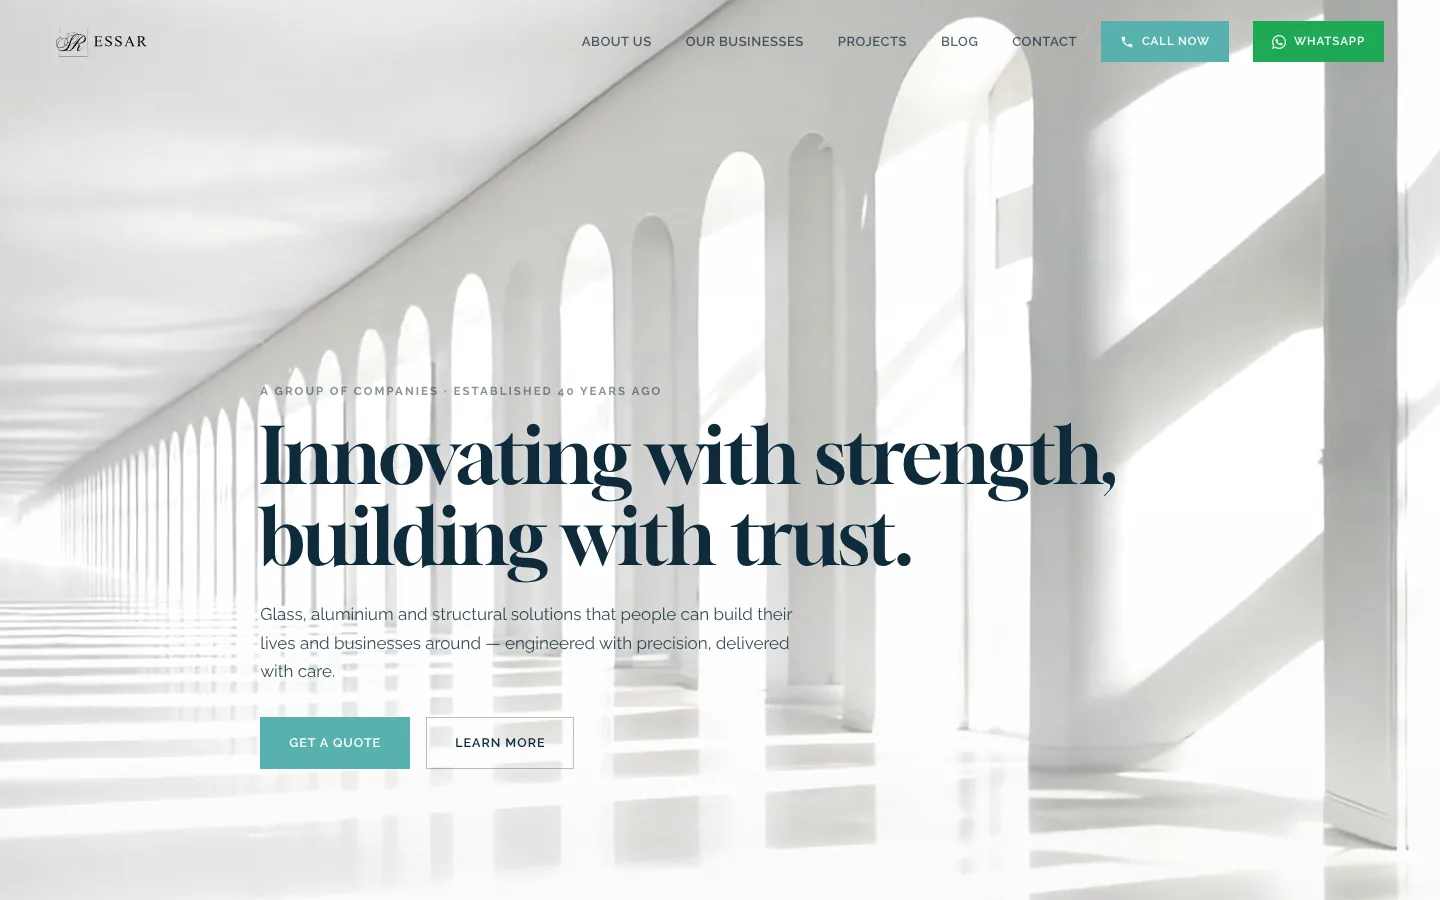 SR ESSAR
ABOUT US
OUR BUSINESSES
PROJECTS
BLOG
CONTACT
CALL NOW
WHATSAPP
A GROUP OF COMPANIES · ESTABLISHED 40 YEARS AGO
Innovating with strength,
building with trust.
Glass, aluminium and structural solutions that people can build their
lives and businesses around — engineered with precision, delivered
with care.
GET A QUOTE
LEARN MORE